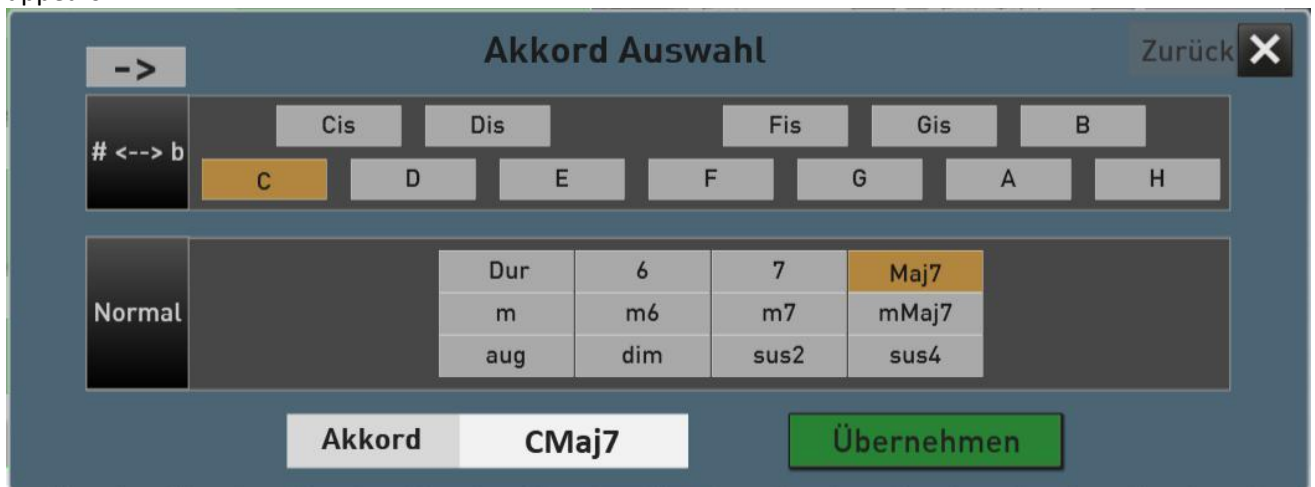 Akkord Auswahl
Zurück
->
# <--> b
Cis Dis Fis Gis B
C D E F G A H
Normal
Dur 6 7 Maj7
m m6 m7 mMaj7
aug dim sus2 sus4
Akkord CMaj7 Übernehmen